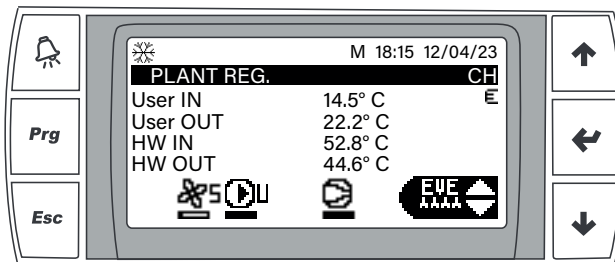 M 18:15 12/04/23
PLANT REG. CH
User IN 14.5° C E
User OUT 22.2° C
Prg
HW IN 52.8° C
HW OUT 44.6° C
S U EVE
Esc